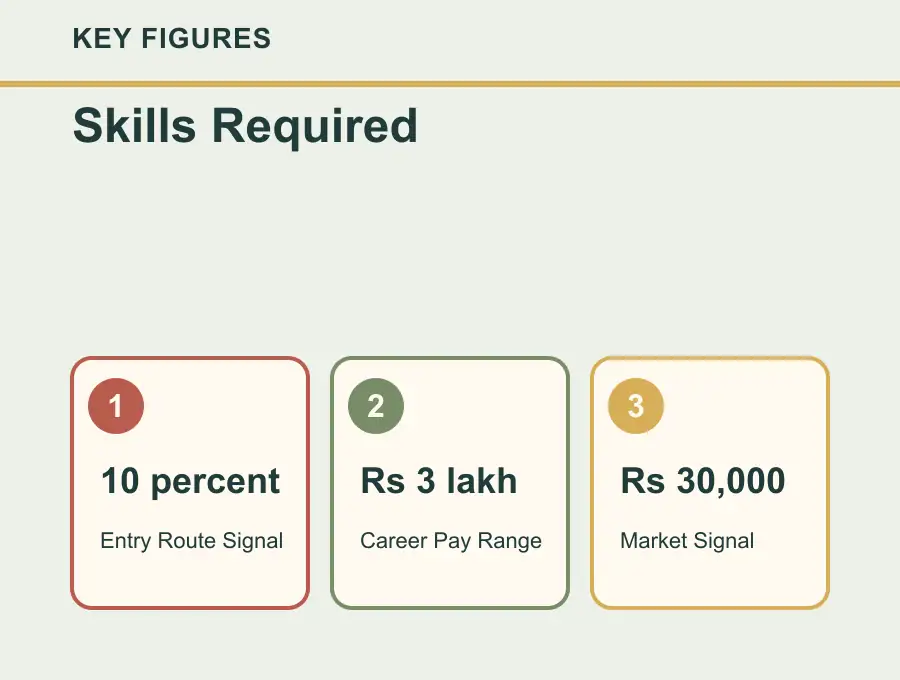 KEY FIGURES
Skills Required
1
10 percent
Entry Route Signal
2
Rs 3 lakh
Career Pay Range
3
Rs 30,000
Market Signal